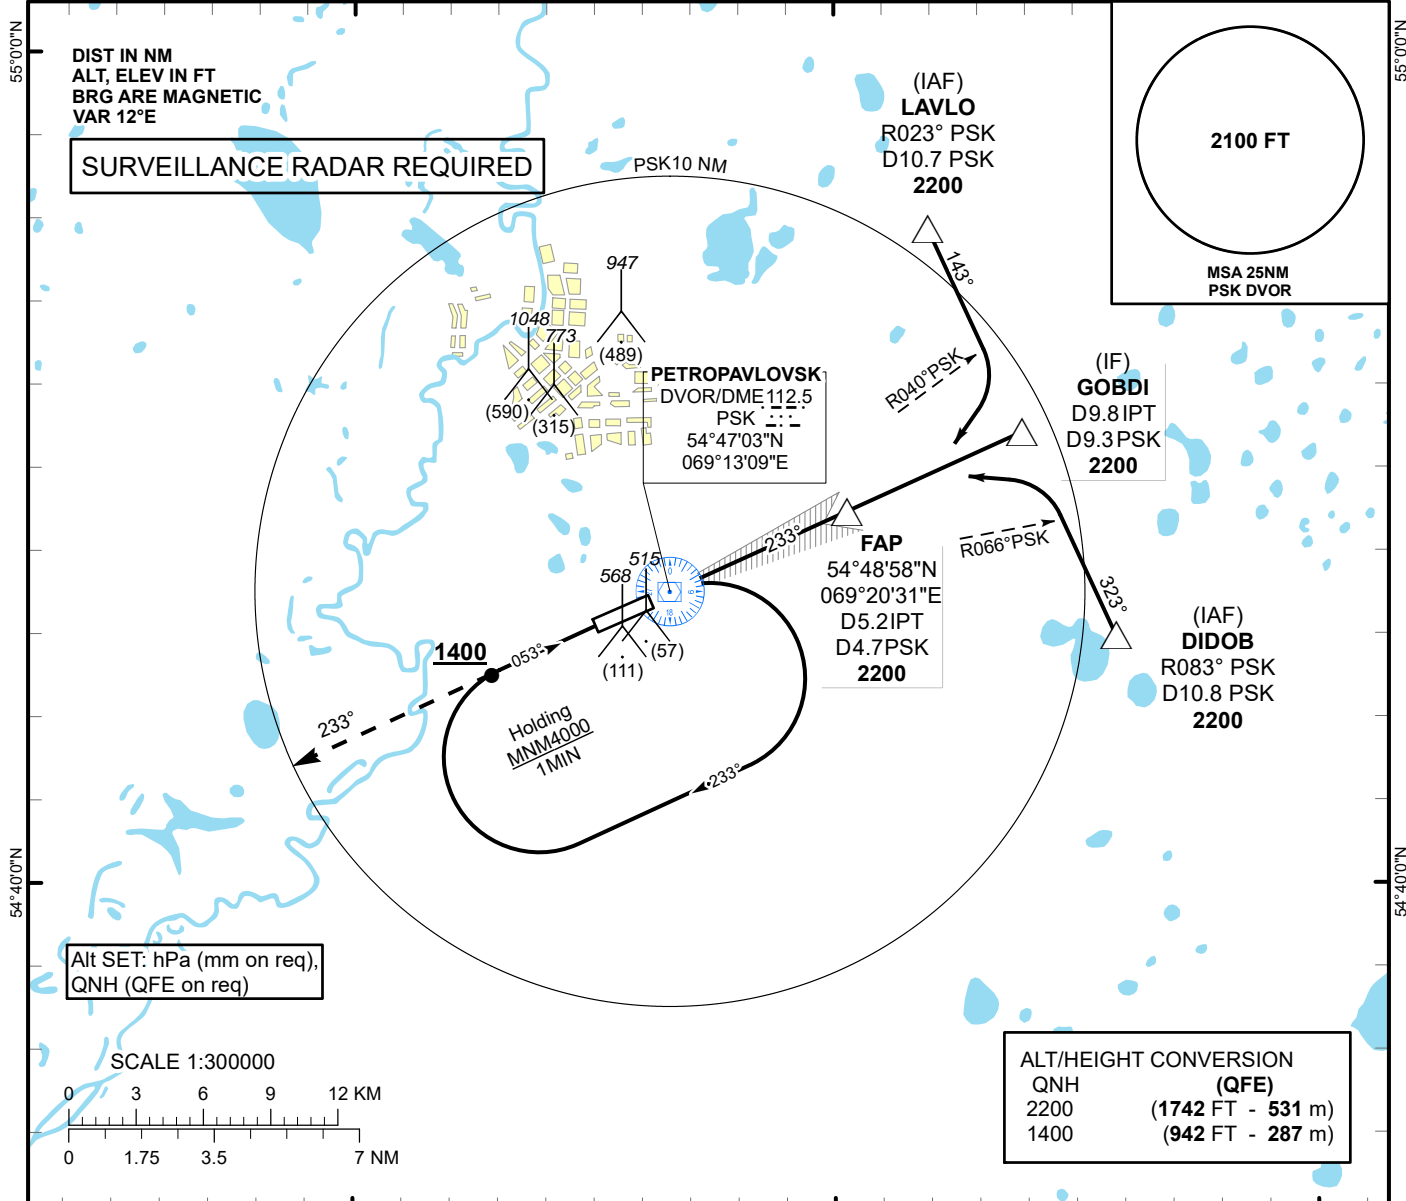 55°0'0"N
55°0'0"N
DIST IN NM
ALT, ELEV IN FT
BRG ARE MAGNETIC
VAR 12°E
SURVEILLANCE RADAR REQUIRED
PSK10 NM
(IAF)
LAVLO
R023° PSK
D10.7 PSK
2200
2100 FT
MSA 25NM
PSK DVOR
143°
947
(489)
1048
773
(590)
(315)
PETROPAVLOVSK
DVOR/DME 112.5
PSK
54°47'03"N
069°13'09"E
R040°PSK
(IF)
GOBDI
D9.8 IPT
D9.3 PSK
2200
233°
R066°PSK
FAP
54°48'58"N
069°20'31"E
D5.2 IPT
D4.7 PSK
2200
323°
(IAF)
DIDOB
R083° PSK
D10.8 PSK
2200
0
9
18
515
568
(57)
(111)
053°
1400
233°
Holding
MNM4000
1MIN
233°
54°40'0"N
54°40'0"N
Alt SET: hPa (mm on req),
QNH (QFE on req)
SCALE 1:300000
0 3 6 9 12 KM
0 1.75 3.5 7 NM
ALT/HEIGHT CONVERSION
QNH (QFE)
2200 (1742 FT - 531 m)
1400 (942 FT - 287 m)